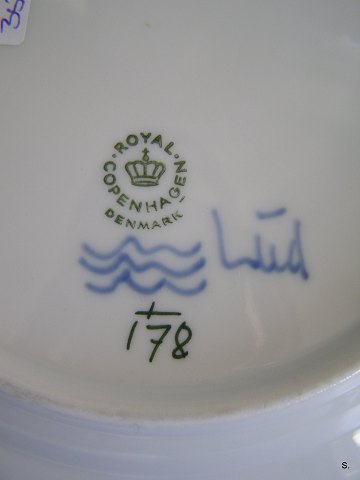 ROYAL
COPENHAGEN
DENMARK
178
S.